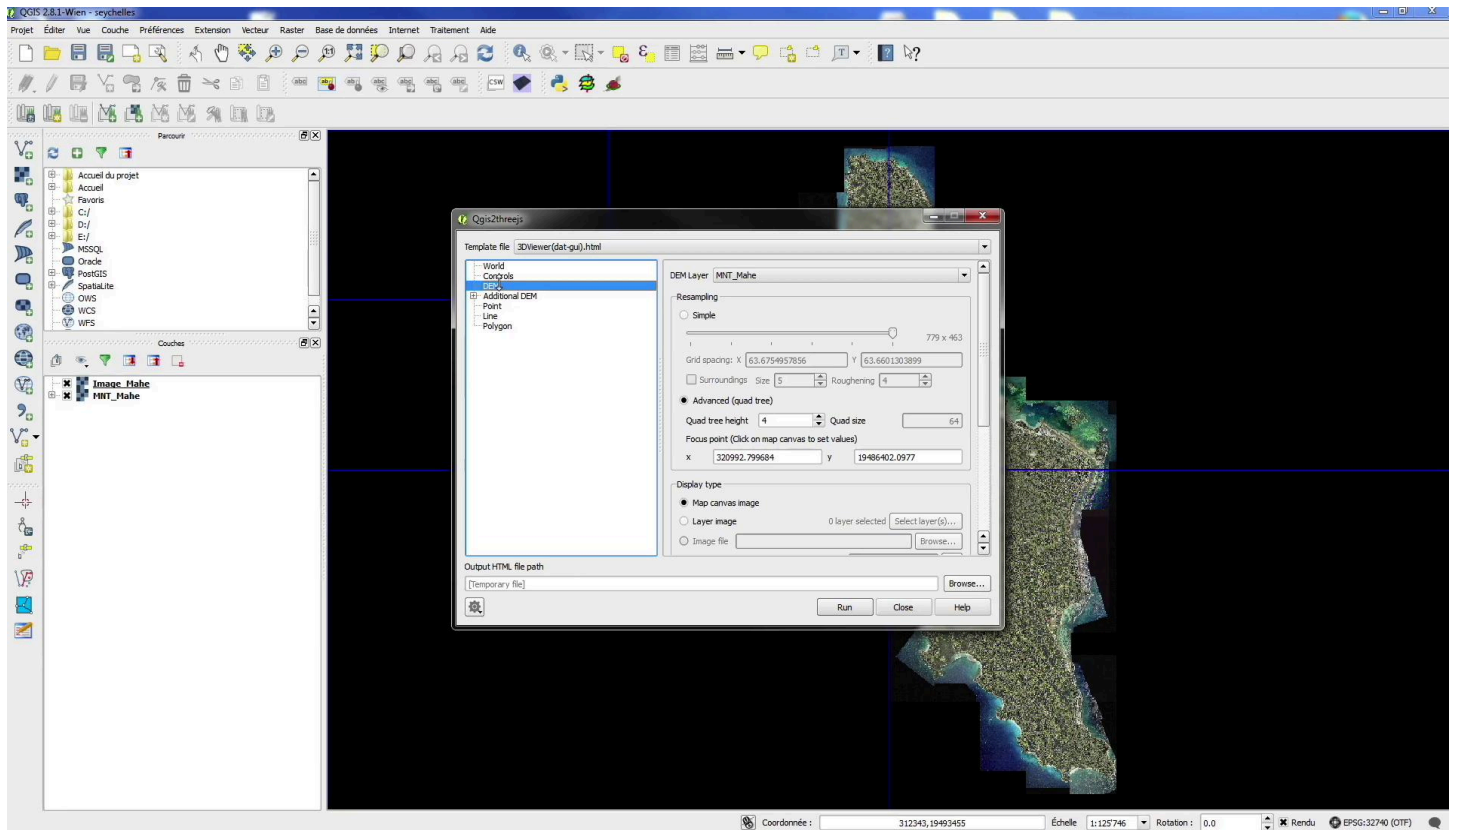 QGIS 2.8.1-Wien - seychelles
Projet Éditer Vue Couche Préférences Extension Vecteur Raster Base de données Internet Traitement Aide
Parcourir
Accueil du projet
Accueil
Favoris
C:/
D:/
E:/
MSSQL
Oracle
PostGIS
SpatiaLite
OWS
WCS
WFS
Couches
Image_Mahe
MNT_Mahe
Qgis2threejs
Template file 3DViewer(dat-gui).html
World
Controls
DEM
Additional DEM
Point
Line
Polygon
DEM Layer MNT_Mahe
Resampling
Simple
779 x 463
Grid spacing: X 63.6754957856 Y 63.6601303899
Surroundings Size 5 Roughening 4
Advanced (quad tree)
Quad tree height 4 Quad size 64
Focus point (Click on map canvas to set values)
x 320992.799684 y 19486402.0977
Display type
Map canvas image
Layer image 0 layer selected Select layer(s)...
Image file Browse...
Output HTML file path
[Temporary file] Browse...
Run Close Help
Coordonnée : 312343,19493455 Échelle 1:125'746 Rotation : 0.0 Rendu EPSG:32740 (OTF)